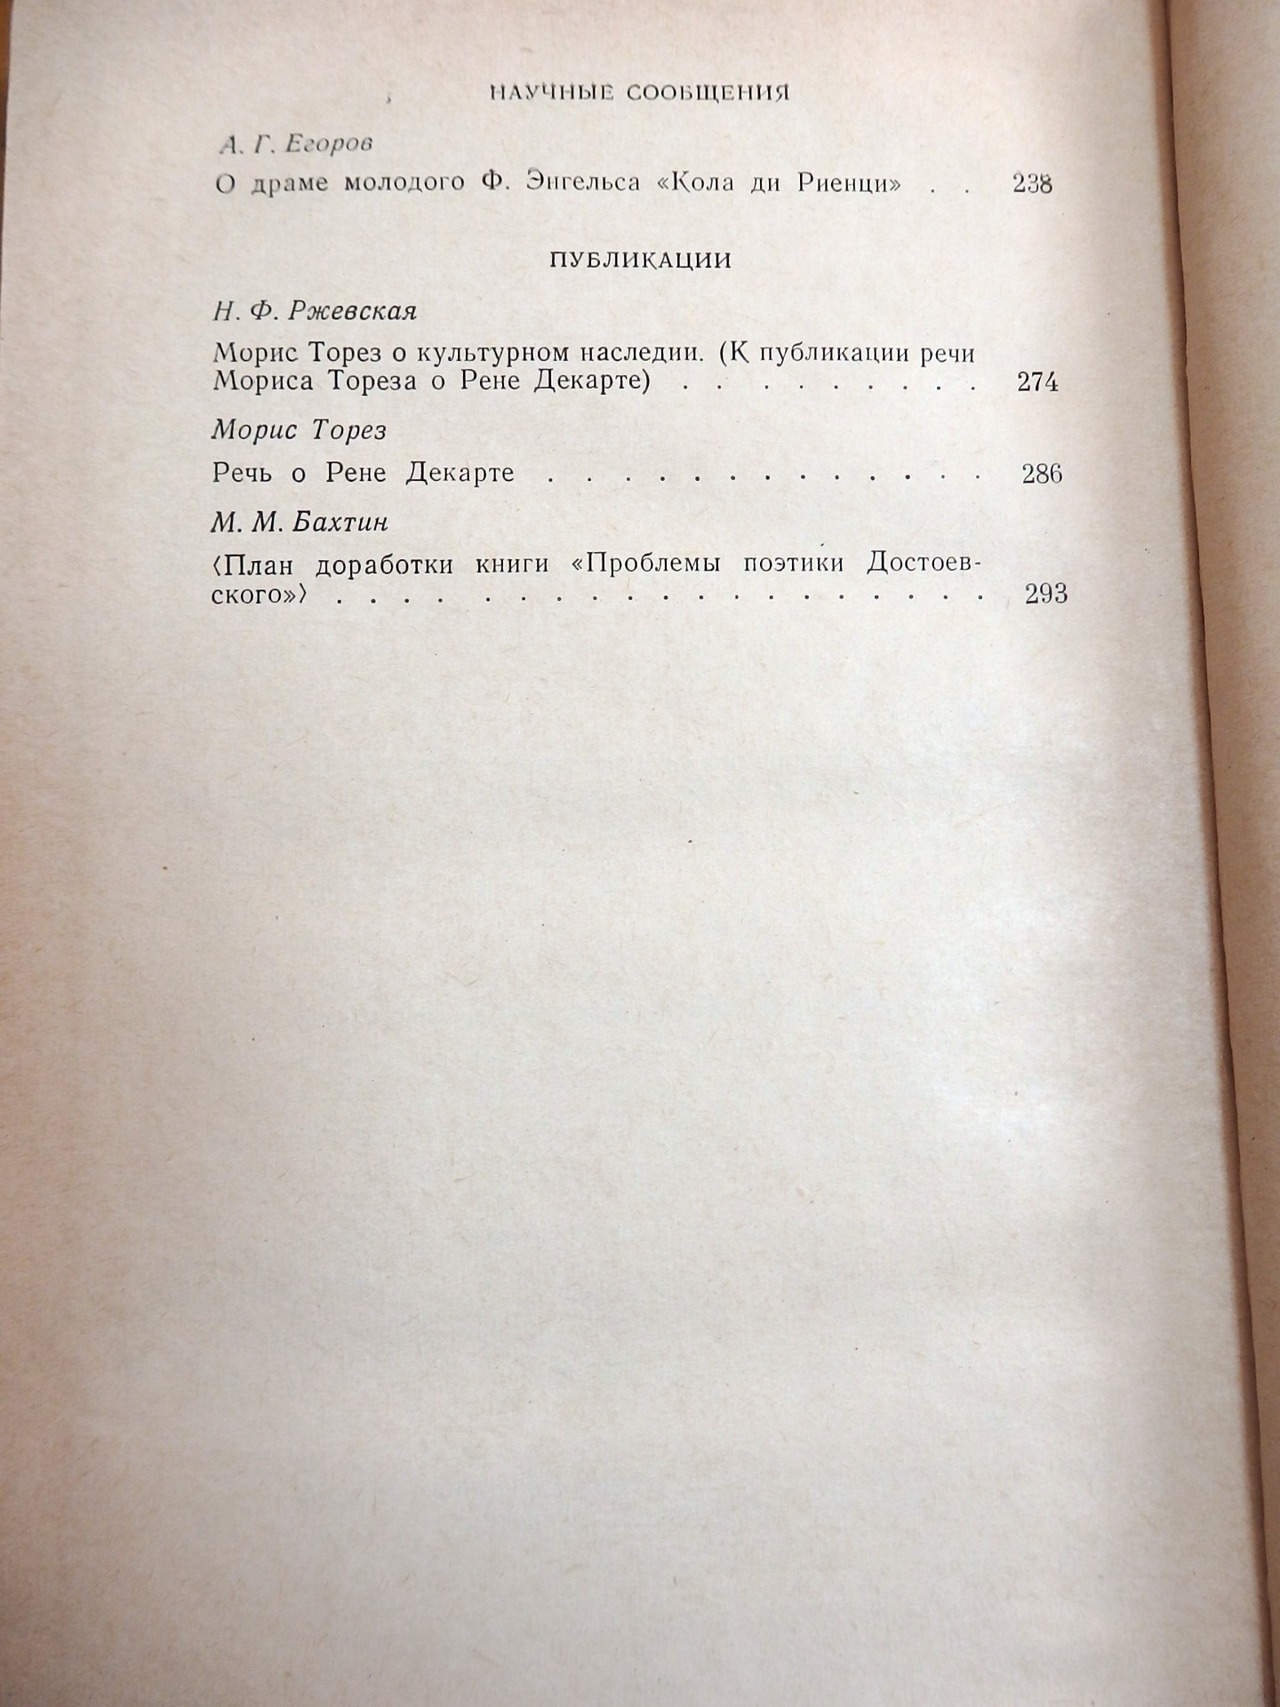 НАУЧНЫЕ СООБЩЕНИЯ
А. Г. Егоров
О драме молодого Ф. Энгельса «Кола ди Риенци» . . 238
ПУБЛИКАЦИИ
Н. Ф. Ржевская
Морис Торез о культурном наследии. (К публикации речи
Мориса Тореза о Рене Декарте) . . . . . . . . . 274
Морис Торез
Речь о Рене Декарте . . . . . . . . . . . . . 286
М. М. Бахтин
⟨План доработки книги «Проблемы поэтики Достоев-
ского»⟩ . . . . . . . . . . . . . . . . . . . 293